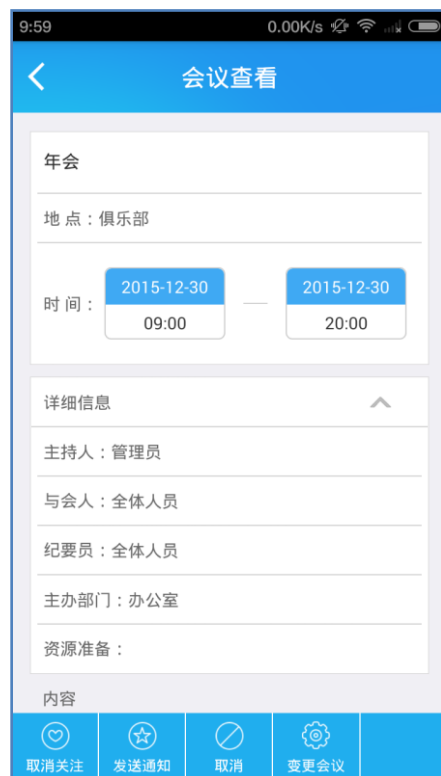 9:59 0.00K/s
会议查看
年会
地 点：俱乐部
时 间： 2015-12-30 09:00 — 2015-12-30 20:00
详细信息
主持人：管理员
与会人：全体人员
纪要员：全体人员
主办部门：办公室
资源准备：
内容
取消关注 发送通知 取消 变更会议